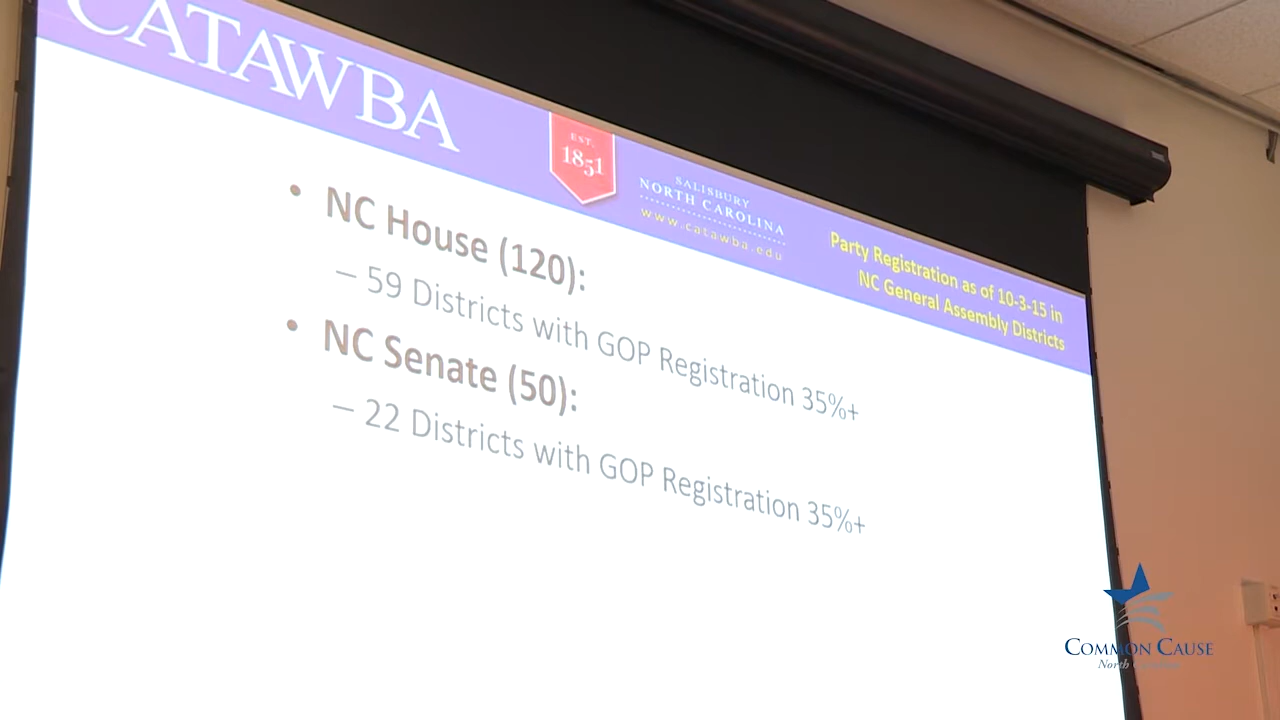 CATAWBA
EST.
1851
SALISBURY
NORTH CAROLINA
www.catawba.edu
Party Registration as of 10-3-15 in
NC General Assembly Districts
• NC House (120):
– 59 Districts with GOP Registration 35%+
• NC Senate (50):
– 22 Districts with GOP Registration 35%+
COMMON CAUSE
North Carolina